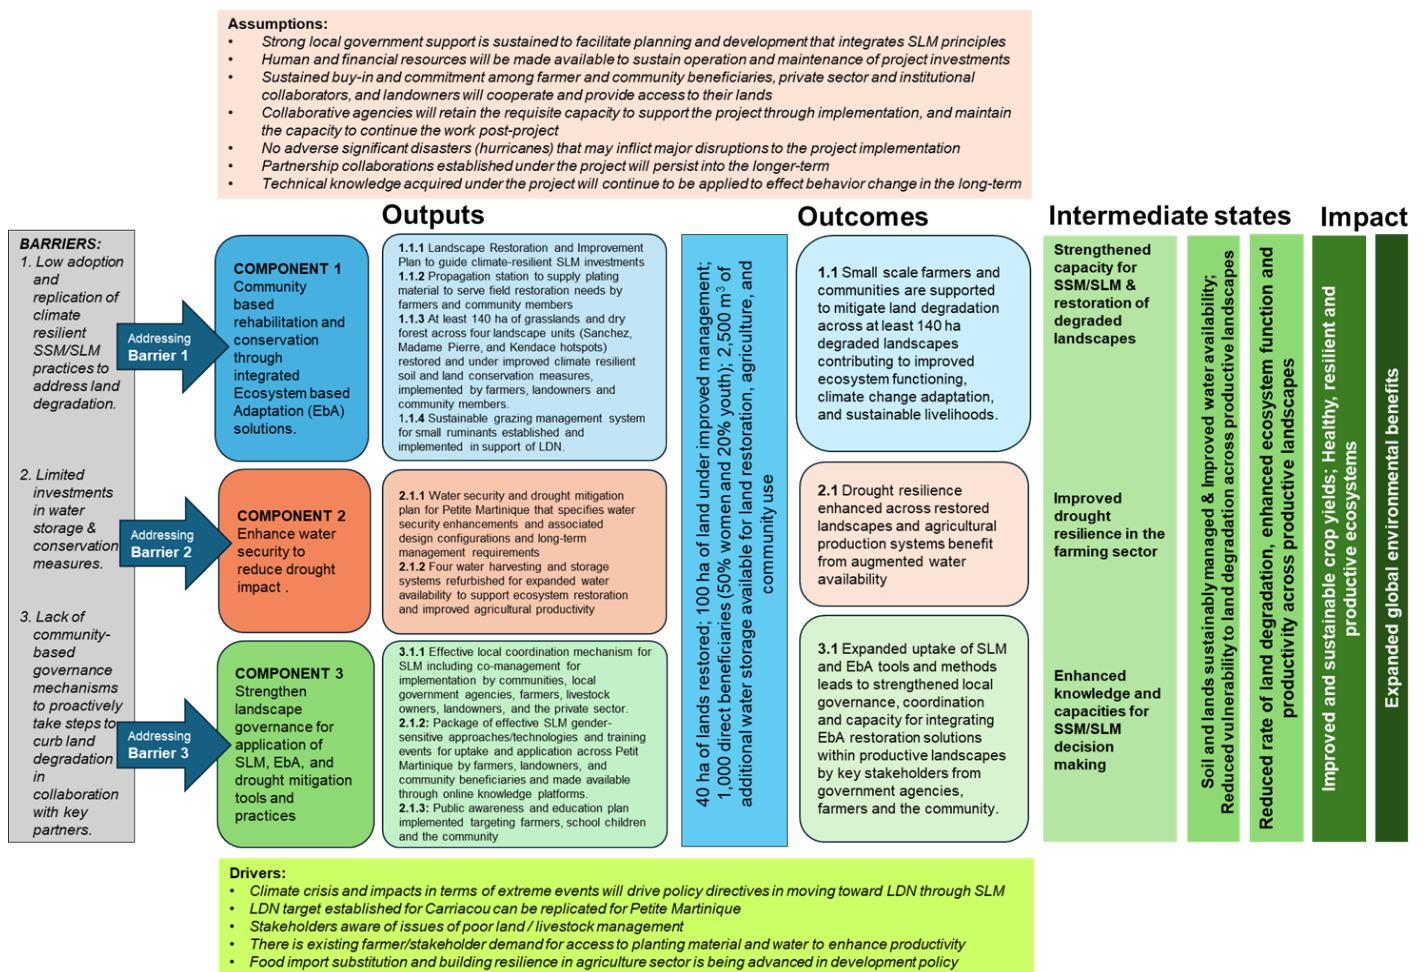 Assumptions:
• Strong local government support is sustained to facilitate planning and development that integrates SLM principles
• Human and financial resources will be made available to sustain operation and maintenance of project investments
• Sustained buy-in and commitment among farmer and community beneficiaries, private sector and institutional
collaborators, and landowners will cooperate and provide access to their lands
• Collaborative agencies will retain the requisite capacity to support the project through implementation, and maintain
the capacity to continue the work post-project
• No adverse significant disasters (hurricanes) that may inflict major disruptions to the project implementation
• Partnership collaborations established under the project will persist into the longer-term
• Technical knowledge acquired under the project will continue to be applied to effect behavior change in the long-term
Outputs
Outcomes
Intermediate states
Impact
BARRIERS:
1. Low adoption
and
replication of
climate
resilient
SSM/SLM
practices to
address land
degradation.
2. Limited
investments
in water
storage &
conservation
measures.
3. Lack of
community-
based
governance
mechanisms
to proactively
take steps to
curb land
degradation
in
collaboration
with key
partners.
Addressing
Barrier 1
Addressing
Barrier 2
Addressing
Barrier 3
COMPONENT 1
Community
based
rehabilitation and
conservation
through
integrated
Ecosystem based
Adaptation (EbA)
solutions.
COMPONENT 2
Enhance water
security to
reduce drought
impact .
COMPONENT 3
Strengthen
landscape
governance for
application of
SLM, EbA, and
drought mitigation
tools and
practices
1.1.1 Landscape Restoration and Improvement
Plan to guide climate-resilient SLM investments
1.1.2 Propagation station to supply plating
material to serve field restoration needs by
farmers and community members
1.1.3 At least 140 ha of grasslands and dry
forest across four landscape units (Sanchez,
Madame Pierre, and Kendace hotspots)
restored and under improved climate resilient
soil and land conservation measures,
implemented by farmers, landowners and
community members.
1.1.4 Sustainable grazing management system
for small ruminants established and
implemented in support of LDN.
2.1.1 Water security and drought mitigation
plan for Petite Martinique that specifies water
security enhancements and associated
design configurations and long-term
management requirements
2.1.2 Four water harvesting and storage
systems refurbished for expanded water
availability to support ecosystem restoration
and improved agricultural productivity
3.1.1 Effective local coordination mechanism for
SLM including co-management for
implementation by communities, local
government agencies, farmers, livestock
owners, landowners, and the private sector.
2.1.2: Package of effective SLM gender-
sensitive approaches/technologies and training
events for uptake and application across Petit
Martinique by farmers, landowners, and
community beneficiaries and made available
through online knowledge platforms.
2.1.3: Public awareness and education plan
implemented targeting farmers, school children
and the community
40 ha of lands restored; 100 ha of land under improved management;
1,000 direct beneficiaries (50% women and 20% youth); 2,500 m³ of
additional water storage available for land restoration, agriculture, and
community use
1.1 Small scale farmers and
communities are supported
to mitigate land degradation
across at least 140 ha
degraded landscapes
contributing to improved
ecosystem functioning,
climate change adaptation,
and sustainable livelihoods.
2.1 Drought resilience
enhanced across restored
landscapes and agricultural
production systems benefit
from augmented water
availability
3.1 Expanded uptake of SLM
and EbA tools and methods
leads to strengthened local
governance, coordination
and capacity for integrating
EbA restoration solutions
within productive landscapes
by key stakeholders from
government agencies,
farmers and the community.
Strengthened
capacity for
SSM/SLM &
restoration of
degraded
landscapes
Improved
drought
resilience in the
farming sector
Enhanced
knowledge and
capacities for
SSM/SLM
decision
making
Soil and lands sustainably managed & Improved water availability;
Reduced vulnerability to land degradation across productive landscapes
Reduced rate of land degradation, enhanced ecosystem function and
productivity across productive landscapes
Improved and sustainable crop yields; Healthy, resilient and
productive ecosystems
Expanded global environmental benefits
Drivers:
• Climate crisis and impacts in terms of extreme events will drive policy directives in moving toward LDN through SLM
• LDN target established for Carriacou can be replicated for Petite Martinique
• Stakeholders aware of issues of poor land / livestock management
• There is existing farmer/stakeholder demand for access to planting material and water to enhance productivity
• Food import substitution and building resilience in agriculture sector is being advanced in development policy